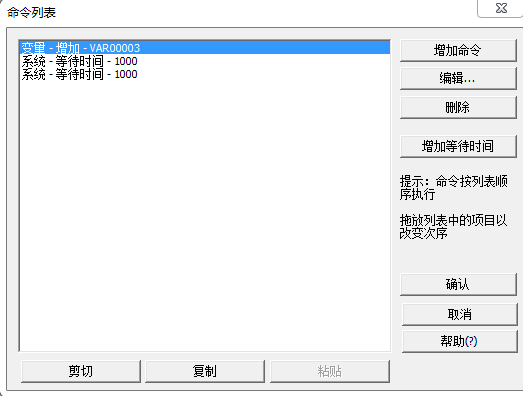 命令列表
变量 - 增加 - VAR00003
系统 - 等待时间 - 1000
系统 - 等待时间 - 1000
增加命令
编辑...
删除
增加等待时间
提示：命令按列表顺
序执行
拖放列表中的项目以
改变次序
确认
取消
帮助(?)
剪切
复制
粘贴